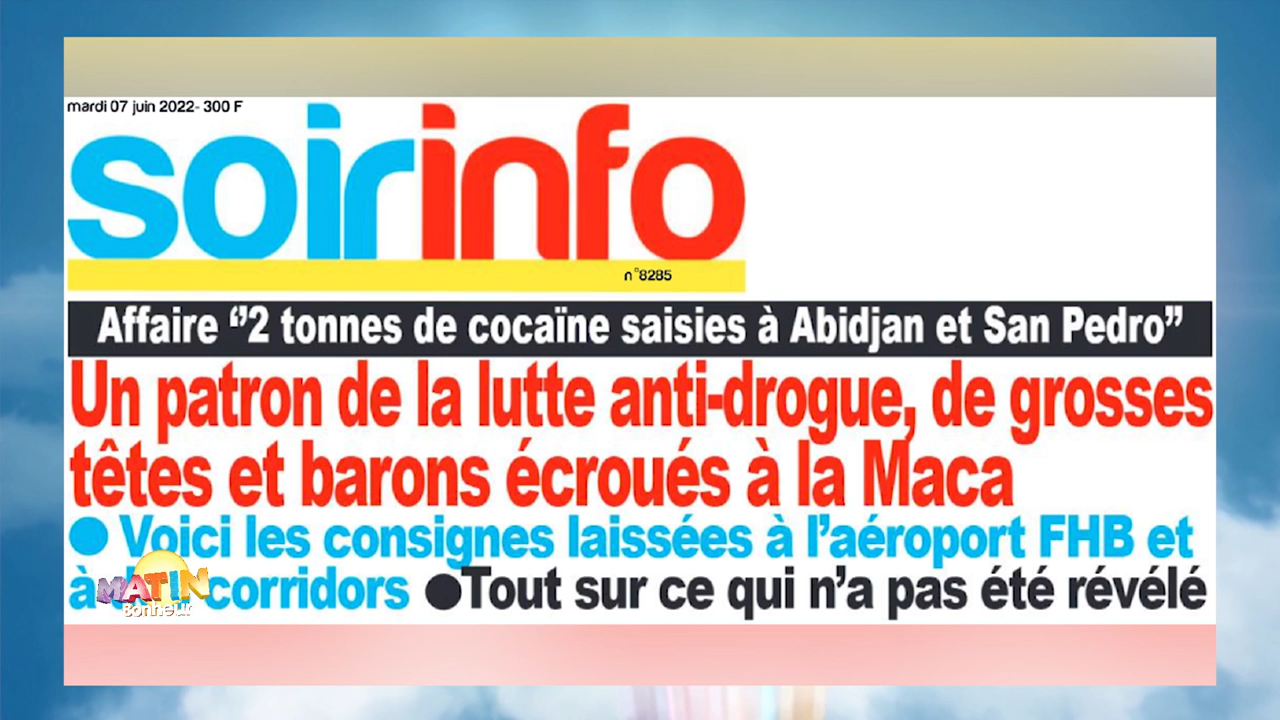 mardi 07 juin 2022- 300 F
soirinfo
n°8285
Affaire ‘’2 tonnes de cocaïne saisies à Abidjan et San Pedro’’
Un patron de la lutte anti-drogue, de grosses
têtes et barons écroués à la Maca
● Voici les consignes laissées à l’aéroport FHB et
à corridors ●Tout sur ce qui n’a pas été révélé
MATIN
Bonheur